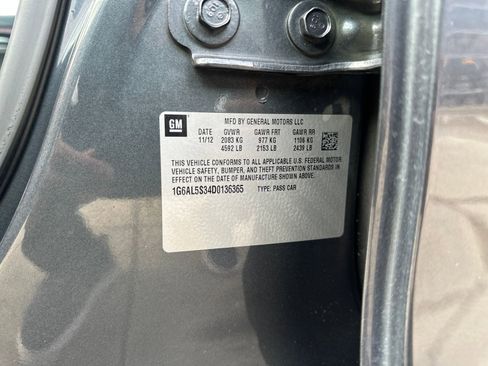 GM
MFD BY GENERAL MOTORS LLC
DATE GVWR GAWR FRT GAWR RR
11/12 2083 KG 977 KG 1106 KG
4592 LB 2153 LB 2439 LB
THIS VEHICLE CONFORMS TO ALL APPLICABLE U.S. FEDERAL MOTOR
VEHICLE SAFETY, BUMPER, AND THEFT PREVENTION STANDARDS
IN EFFECT ON THE DATE OF MANUFACTURE SHOWN ABOVE.
1G6AL5S34D0136365 TYPE: PASS CAR